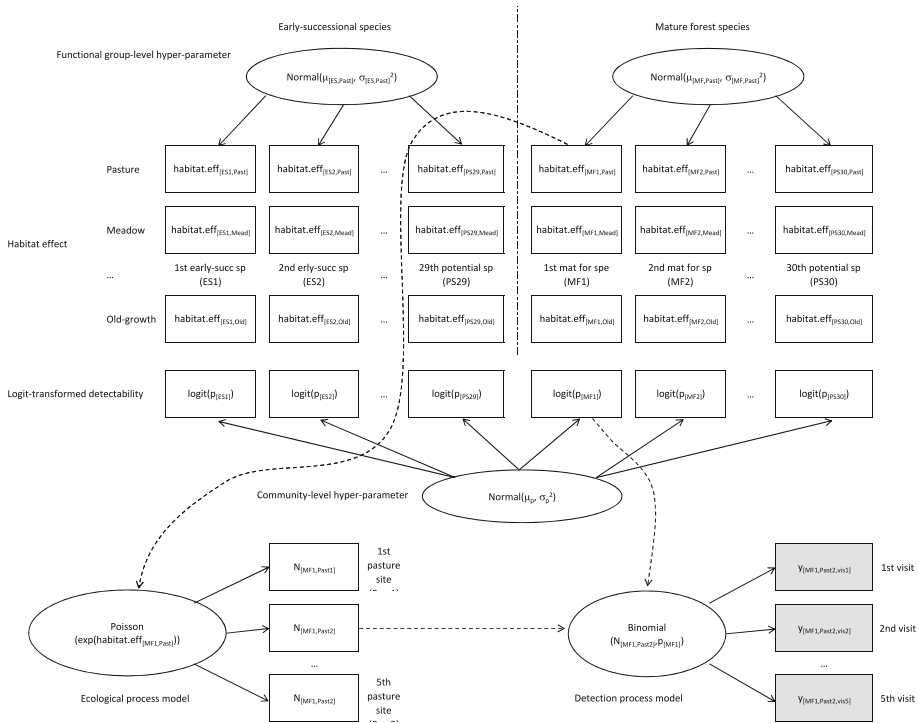 Early-successional species
Mature forest species
Functional group-level hyper-parameter
Normal(μ[ES,Past], σ[ES,Past]²)
Normal(μ[MF,Past], σ[MF,Past]²)
Pasture
habitat.eff[ES1,Past]
habitat.eff[ES2,Past]
...
habitat.eff[PS29,Past]
habitat.eff[MF1,Past]
habitat.eff[MF2,Past]
...
habitat.eff[PS30,Past]
Meadow
habitat.eff[ES1,Mead]
habitat.eff[ES2,Mead]
...
habitat.eff[PS29,Mead]
habitat.eff[MF1,Mead]
habitat.eff[MF2,Mead]
...
habitat.eff[PS30,Mead]
Habitat effect
...
1st early-succ sp
(ES1)
2nd erly-succ sp
(ES2)
...
29th potential sp
(PS29)
1st mat for spe
(MF1)
2nd mat for sp
(MF2)
...
30th potential sp
(PS30)
Old-growth
habitat.eff[ES1,Old]
habitat.eff[ES2,Old]
...
habitat.eff[PS29,Old]
habitat.eff[MF1,Old]
habitat.eff[MF2,Old]
...
habitat.eff[PS30,Old]
Logit-transformed detectability
logit(p[ES1])
logit(p[ES2])
...
logit(p[PS29])
logit(p[MF1])
logit(p[MF2])
...
logit(p[PS30])
Community-level hyper-parameter
Normal(μp, σp²)
N[MF1,Past1]
1st
pasture
site
y[MF1,Past2,vis1]
1st visit
Poisson
(exp(habitat.eff[MF1,Past]))
N[MF1,Past2]
Binomial
(N[MF1,Past2],p[MF1])
y[MF1,Past2,vis2]
2nd visit
...
...
Ecological process model
N[MF1,Past2]
5th
pasture
site
Detection process model
y[MF1,Past2,vis5]
5th visit